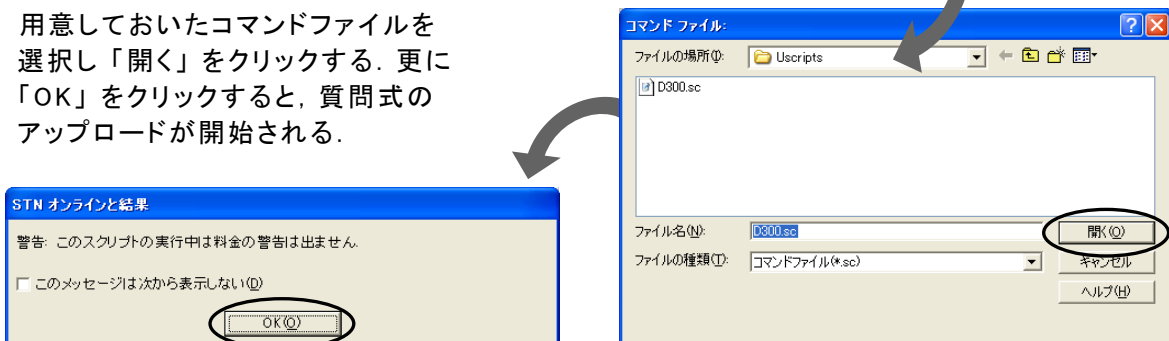 用意しておいたコマンドファイルを
選択し「開く」をクリックする. 更に
「OK」をクリックすると, 質問式の
アップロードが開始される.
コマンド ファイル:
ファイルの場所(I):
Uscripts
D300.sc
ファイル名(N):
D300.sc
開く(O)
ファイルの種類(T):
コマンドファイル(*.sc)
キャンセル
ヘルプ(H)
STN オンラインと結果
警告: このスクリプトの実行中は料金の警告は出ません.
このメッセージは次から表示しない(D)
OK(O)